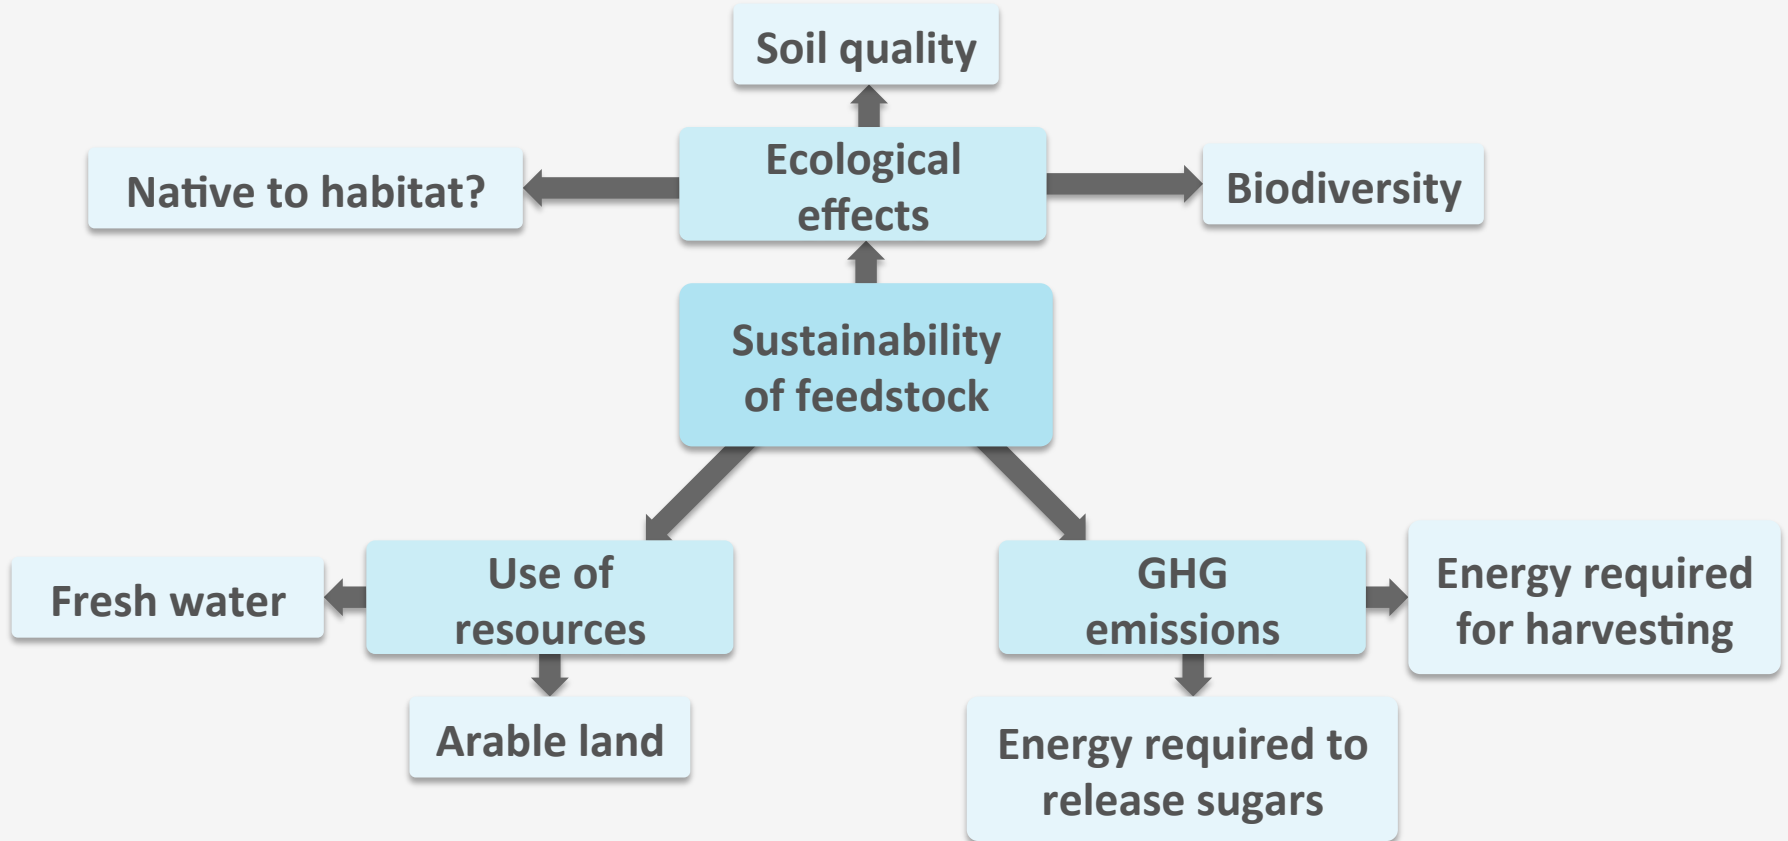 Soil quality
Ecological
effects
Native to habitat?
Biodiversity
Sustainability
of feedstock
Use of
resources
Fresh water
Arable land
GHG
emissions
Energy required
for harvesting
Energy required to
release sugars